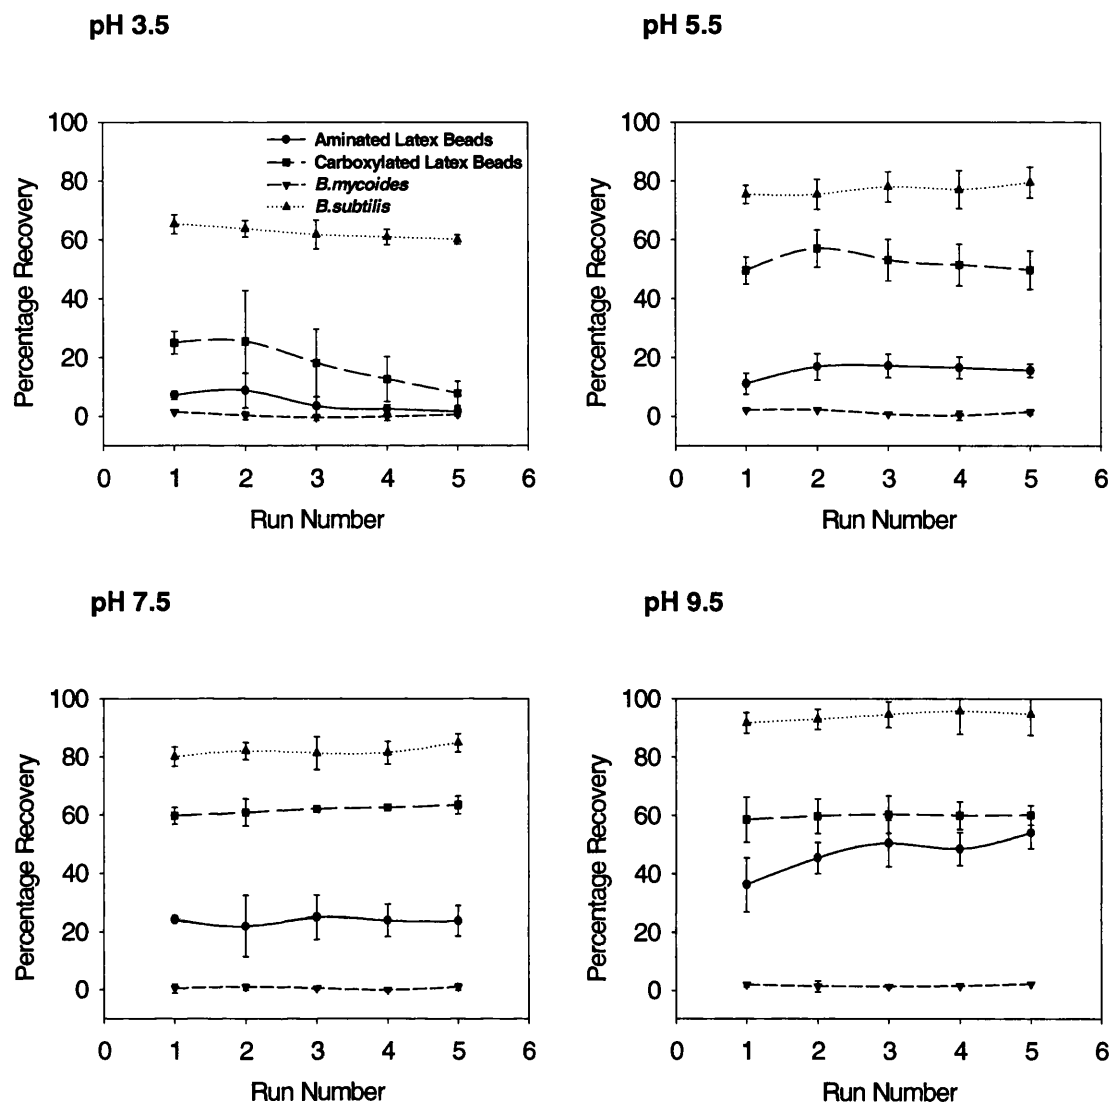 pH 3.5
100
80
60
40
20
0
Percentage Recovery
Aminated Latex Beads
Carboxylated Latex Beads
B.mycoides
B.subtilis
0 1 2 3 4 5 6
Run Number
pH 5.5
100
80
60
40
20
0
Percentage Recovery
0 1 2 3 4 5 6
Run Number
pH 7.5
100
80
60
40
20
0
Percentage Recovery
0 1 2 3 4 5 6
Run Number
pH 9.5
100
80
60
40
20
0
Percentage Recovery
0 1 2 3 4 5 6
Run Number